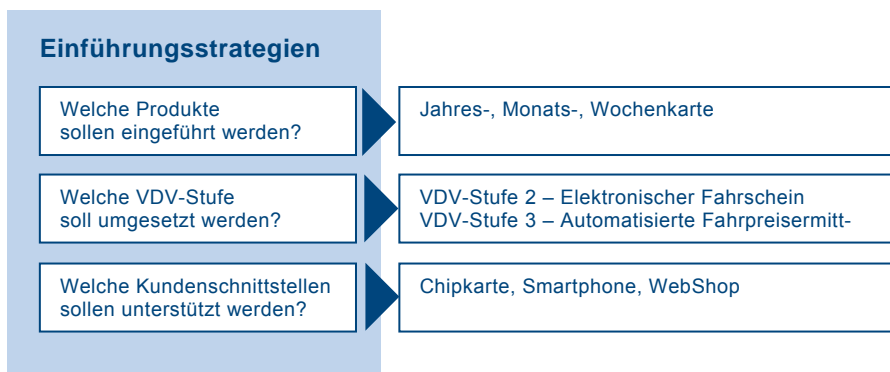 Einführungsstrategien
Welche Produkte
sollen eingeführt werden?
Jahres-, Monats-, Wochenkarte
Welche VDV-Stufe
soll umgesetzt werden?
VDV-Stufe 2 – Elektronischer Fahrschein
VDV-Stufe 3 – Automatisierte Fahrpreisermitt-
Welche Kundenschnittstellen
sollen unterstützt werden?
Chipkarte, Smartphone, WebShop